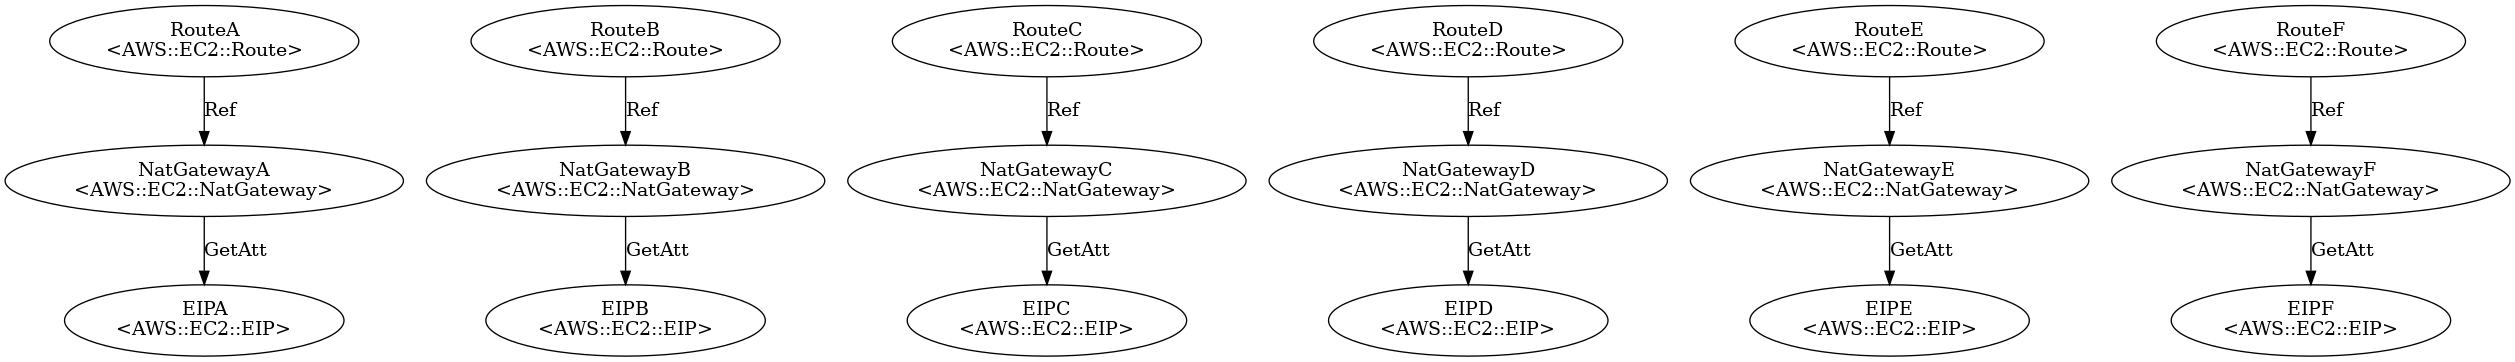 RouteA
<AWS::EC2::Route>
RouteB
<AWS::EC2::Route>
RouteC
<AWS::EC2::Route>
RouteD
<AWS::EC2::Route>
RouteE
<AWS::EC2::Route>
RouteF
<AWS::EC2::Route>
Ref
Ref
Ref
Ref
Ref
Ref
NatGatewayA
<AWS::EC2::NatGateway>
NatGatewayB
<AWS::EC2::NatGateway>
NatGatewayC
<AWS::EC2::NatGateway>
NatGatewayD
<AWS::EC2::NatGateway>
NatGatewayE
<AWS::EC2::NatGateway>
NatGatewayF
<AWS::EC2::NatGateway>
GetAtt
GetAtt
GetAtt
GetAtt
GetAtt
GetAtt
EIPA
<AWS::EC2::EIP>
EIPB
<AWS::EC2::EIP>
EIPC
<AWS::EC2::EIP>
EIPD
<AWS::EC2::EIP>
EIPE
<AWS::EC2::EIP>
EIPF
<AWS::EC2::EIP>